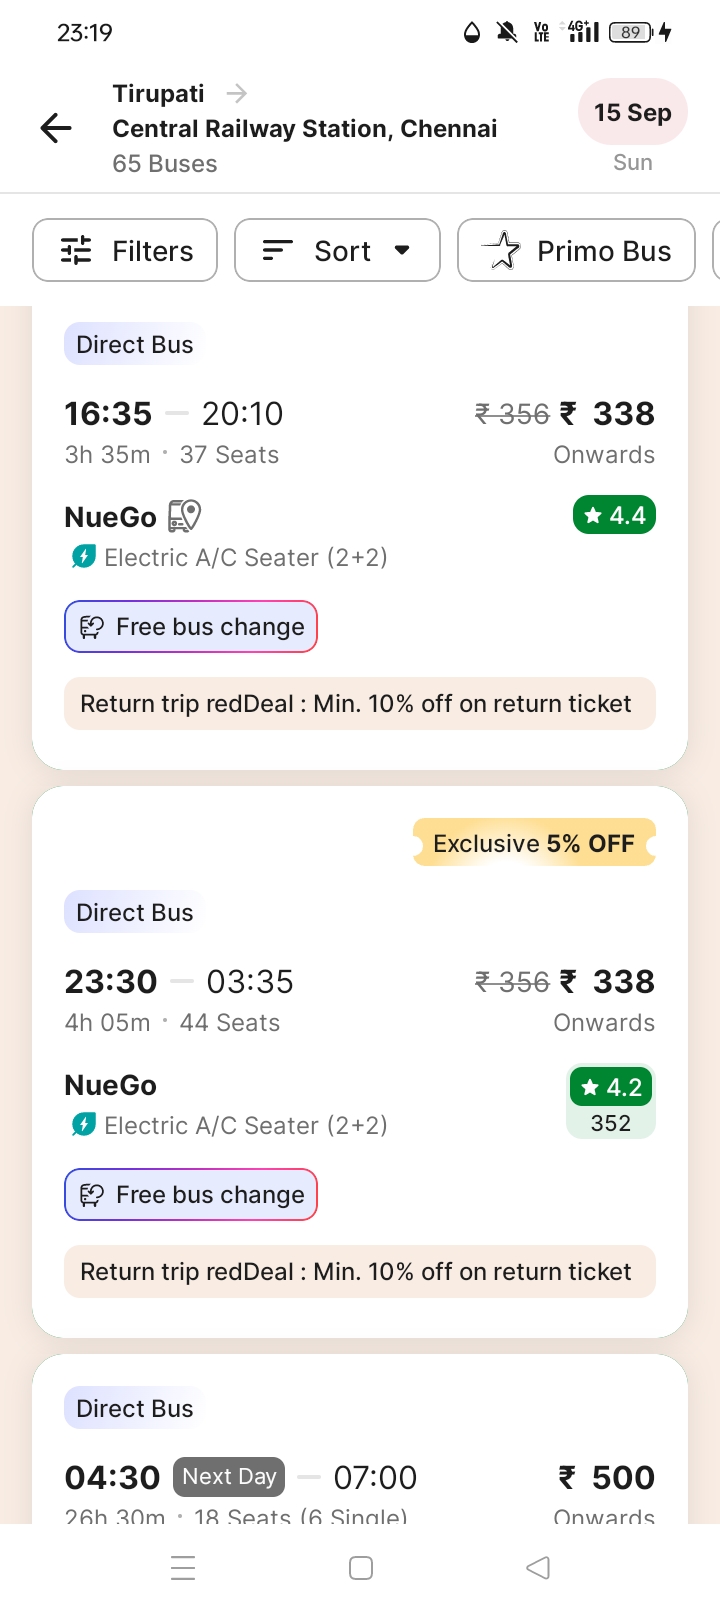 23:19
Vo LTE 4G+ 89
Tirupati
Central Railway Station, Chennai
65 Buses
15 Sep
Sun
Filters
Sort
Primo Bus
Direct Bus
16:35 — 20:10
₹ 356 ₹ 338
3h 35m · 37 Seats
Onwards
NueGo
4.4
Electric A/C Seater (2+2)
Free bus change
Return trip redDeal : Min. 10% off on return ticket
Exclusive 5% OFF
Direct Bus
23:30 — 03:35
₹ 356 ₹ 338
4h 05m · 44 Seats
Onwards
NueGo
4.2
352
Electric A/C Seater (2+2)
Free bus change
Return trip redDeal : Min. 10% off on return ticket
Direct Bus
04:30 Next Day — 07:00
₹ 500
26h 30m · 18 Seats (6 Single)
Onwards